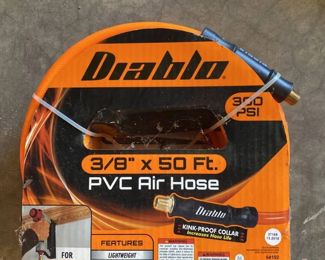 Diablo
300
PSI
3/8" x 50 Ft.
PVC Air Hose
Diablo
KINK-PROOF COLLAR
Increases Hose Life
FOR
FEATURES
LIGHTWEIGHT